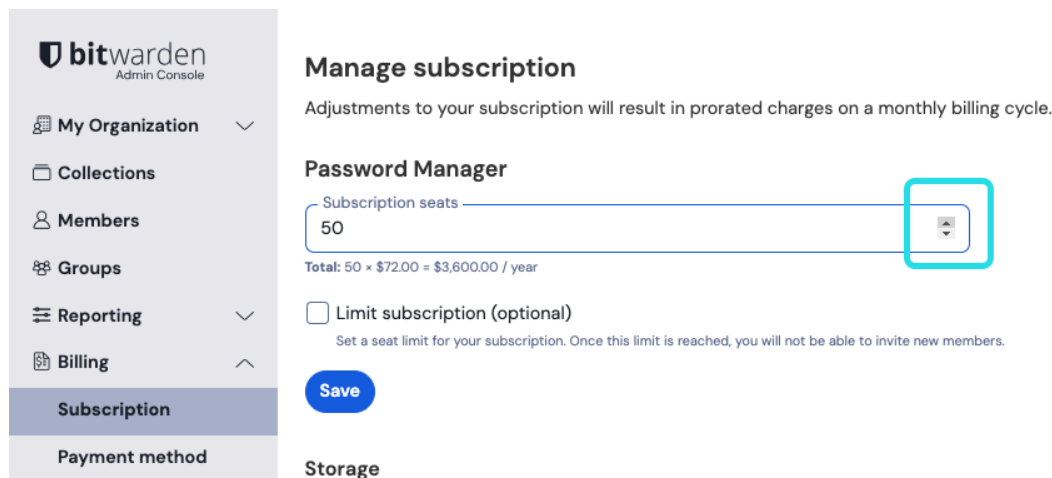 bitwarden
Admin Console
My Organization
Collections
Members
Groups
Reporting
Billing
Subscription
Payment method
Manage subscription
Adjustments to your subscription will result in prorated charges on a monthly billing cycle.
Password Manager
Subscription seats
50
Total: 50 × $72.00 = $3,600.00 / year
Limit subscription (optional)
Set a seat limit for your subscription. Once this limit is reached, you will not be able to invite new members.
Save
Storage